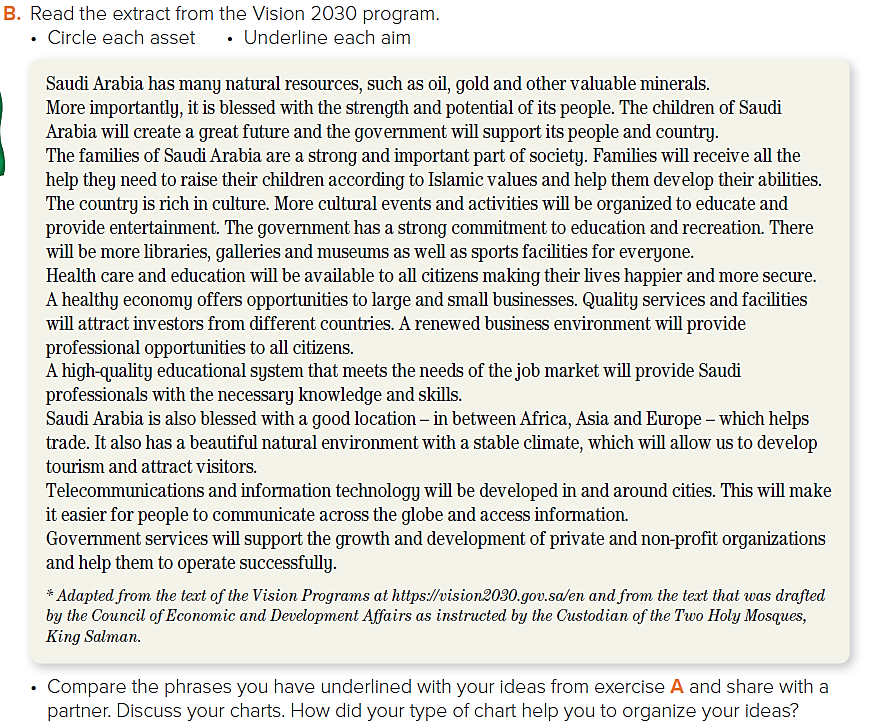 B. Read the extract from the Vision 2030 program.
• Circle each asset • Underline each aim
Saudi Arabia has many natural resources, such as oil, gold and other valuable minerals.
More importantly, it is blessed with the strength and potential of its people. The children of Saudi
Arabia will create a great future and the government will support its people and country.
The families of Saudi Arabia are a strong and important part of society. Families will receive all the
help they need to raise their children according to Islamic values and help them develop their abilities.
The country is rich in culture. More cultural events and activities will be organized to educate and
provide entertainment. The government has a strong commitment to education and recreation. There
will be more libraries, galleries and museums as well as sports facilities for everyone.
Health care and education will be available to all citizens making their lives happier and more secure.
A healthy economy offers opportunities to large and small businesses. Quality services and facilities
will attract investors from different countries. A renewed business environment will provide
professional opportunities to all citizens.
A high-quality educational system that meets the needs of the job market will provide Saudi
professionals with the necessary knowledge and skills.
Saudi Arabia is also blessed with a good location – in between Africa, Asia and Europe – which helps
trade. It also has a beautiful natural environment with a stable climate, which will allow us to develop
tourism and attract visitors.
Telecommunications and information technology will be developed in and around cities. This will make
it easier for people to communicate across the globe and access information.
Government services will support the growth and development of private and non-profit organizations
and help them to operate successfully.
* Adapted from the text of the Vision Programs at https://vision2030.gov.sa/en and from the text that was drafted
by the Council of Economic and Development Affairs as instructed by the Custodian of the Two Holy Mosques,
King Salman.
• Compare the phrases you have underlined with your ideas from exercise A and share with a
partner. Discuss your charts. How did your type of chart help you to organize your ideas?